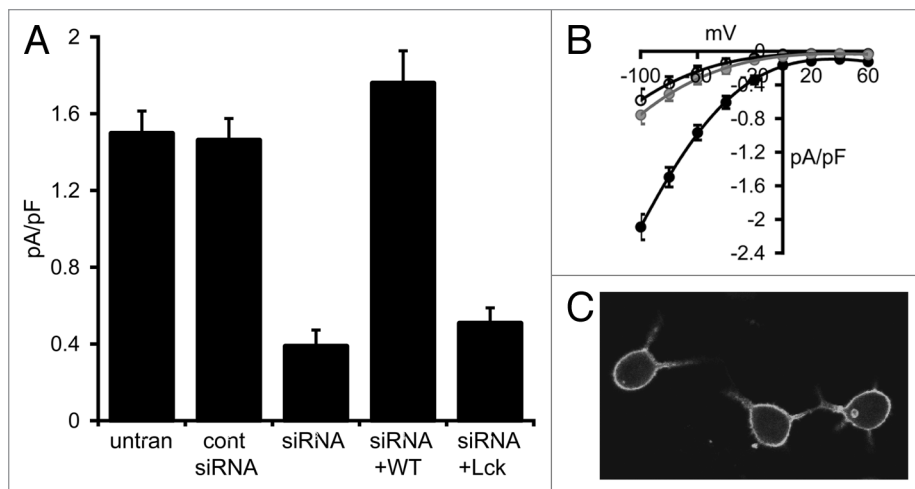 A
2
1.6
1.2
0.8
0.4
0
pA/pF
untran
cont
siRNA
siRNA
siRNA
+WT
siRNA
+Lck
B
mV
-100
20
60
0
-0.4
-0.8
-1.2
-1.6
-2
-2.4
pA/pF
C